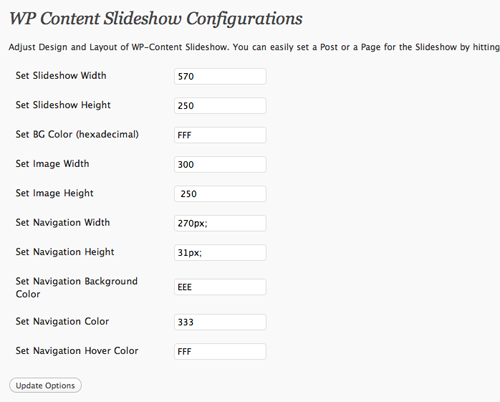 WP Content Slideshow Configurations
Adjust Design and Layout of WP-Content Slideshow. You can easily set a Post or a Page for the Slideshow by hitting
Set Slideshow Width 570
Set Slideshow Height 250
Set BG Color (hexadecimal) FFF
Set Image Width 300
Set Image Height 250
Set Navigation Width 270px;
Set Navigation Height 31px;
Set Navigation Background
Color EEE
Set Navigation Color 333
Set Navigation Hover Color FFF
Update Options